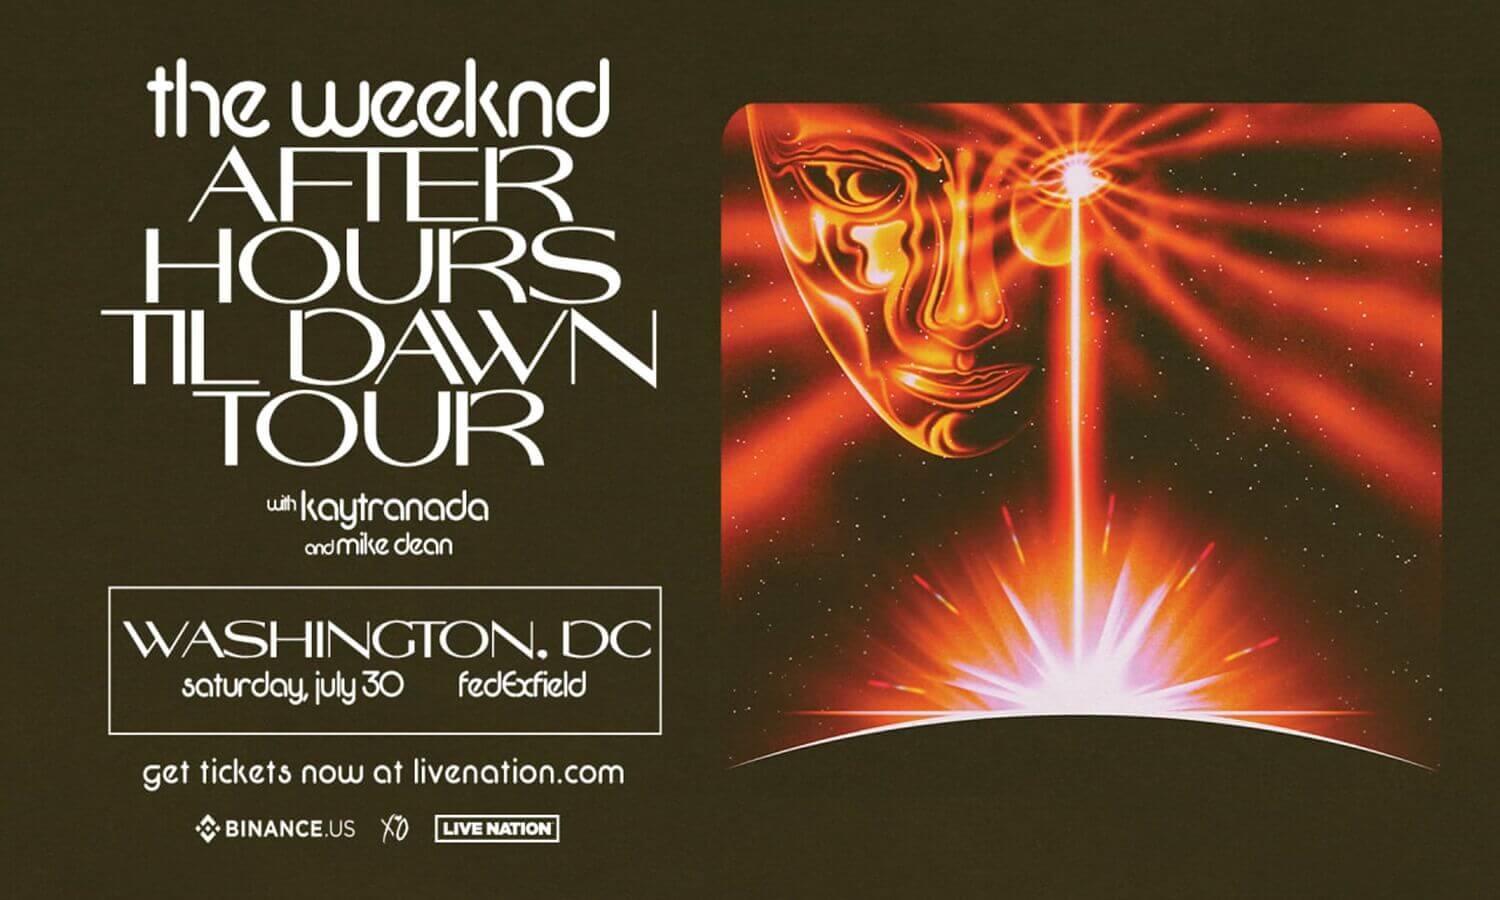 the weeknd
AFTER
HOURS
TIL DAWN
TOUR
with kaytranada
and mike dean
WASHINGTON, DC
saturday, july 30 fedExfield
get tickets now at livenation.com
BINANCE.US XO LIVE NATION